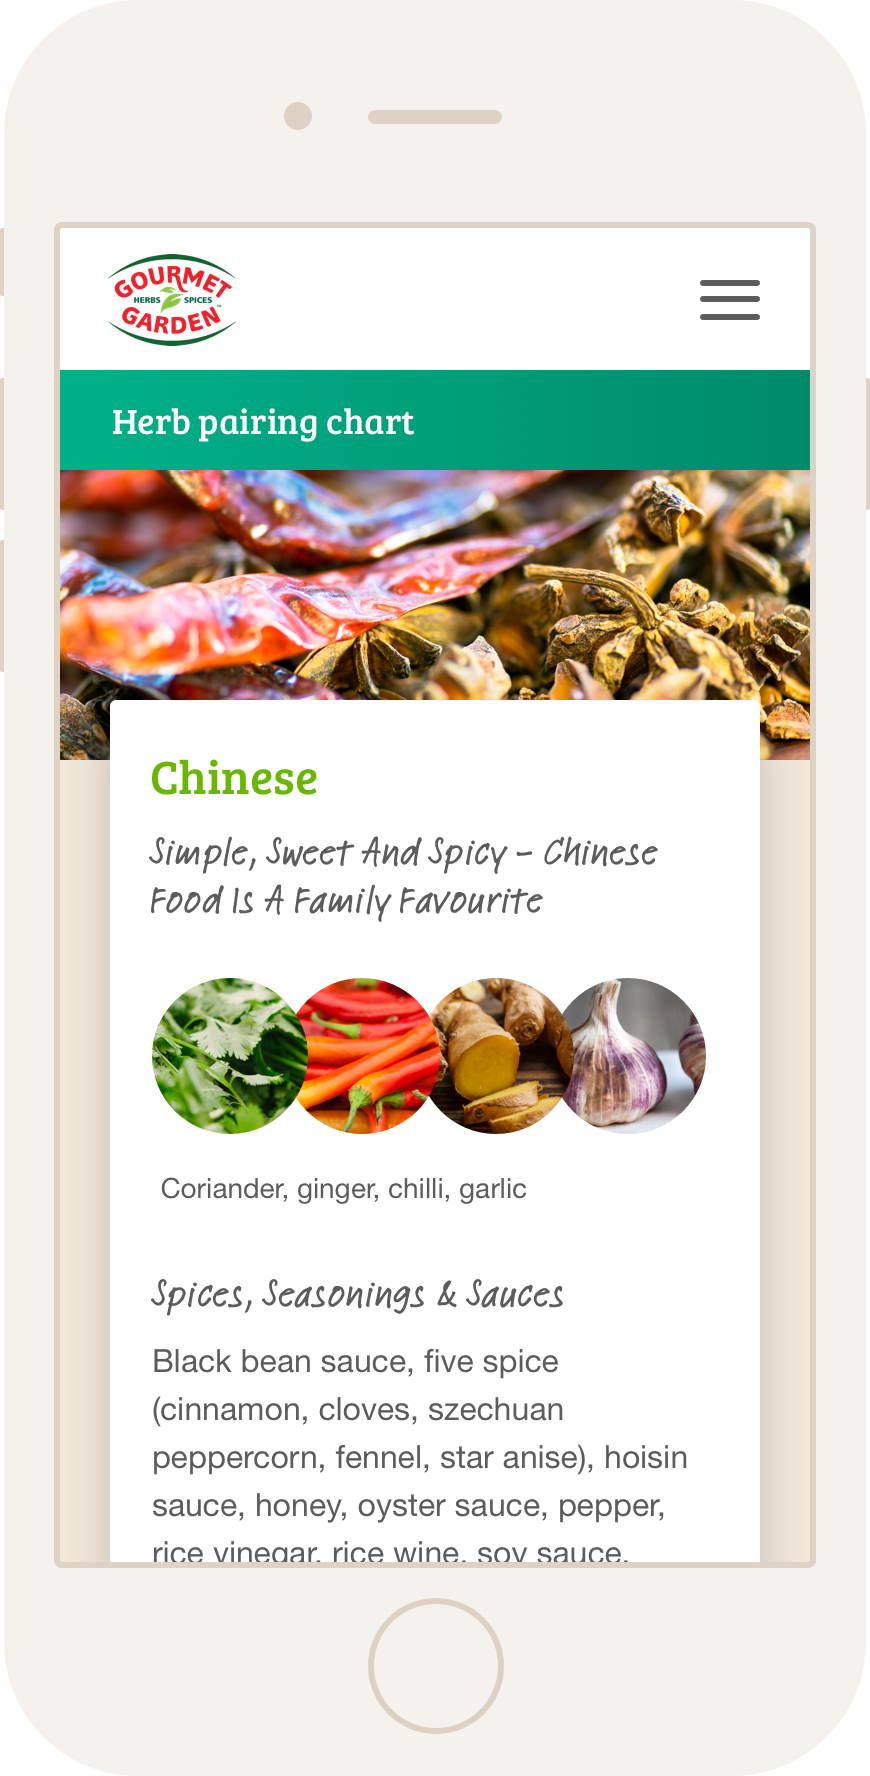 GOURMET
HERBS SPICES™
GARDEN
Herb pairing chart
Chinese
Simple, Sweet And Spicy – Chinese
Food Is A Family Favourite
Coriander, ginger, chilli, garlic
Spices, Seasonings & Sauces
Black bean sauce, five spice
(cinnamon, cloves, szechuan
peppercorn, fennel, star anise), hoisin
sauce, honey, oyster sauce, pepper,
rice vinegar, rice wine, soy sauce,